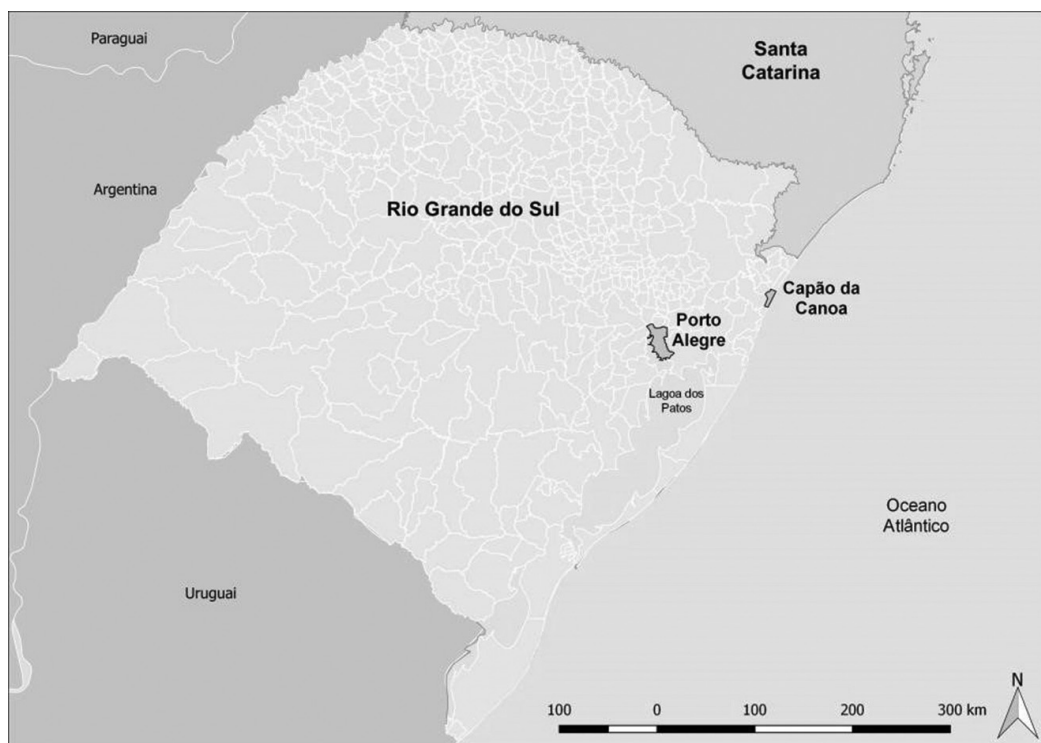 Paraguai
Santa
Catarina
Argentina
Rio Grande do Sul
Capão da
Canoa
Porto
Alegre
Lagoa dos
Patos
Oceano
Atlântico
Uruguai
N
100 0 100 200 300 km